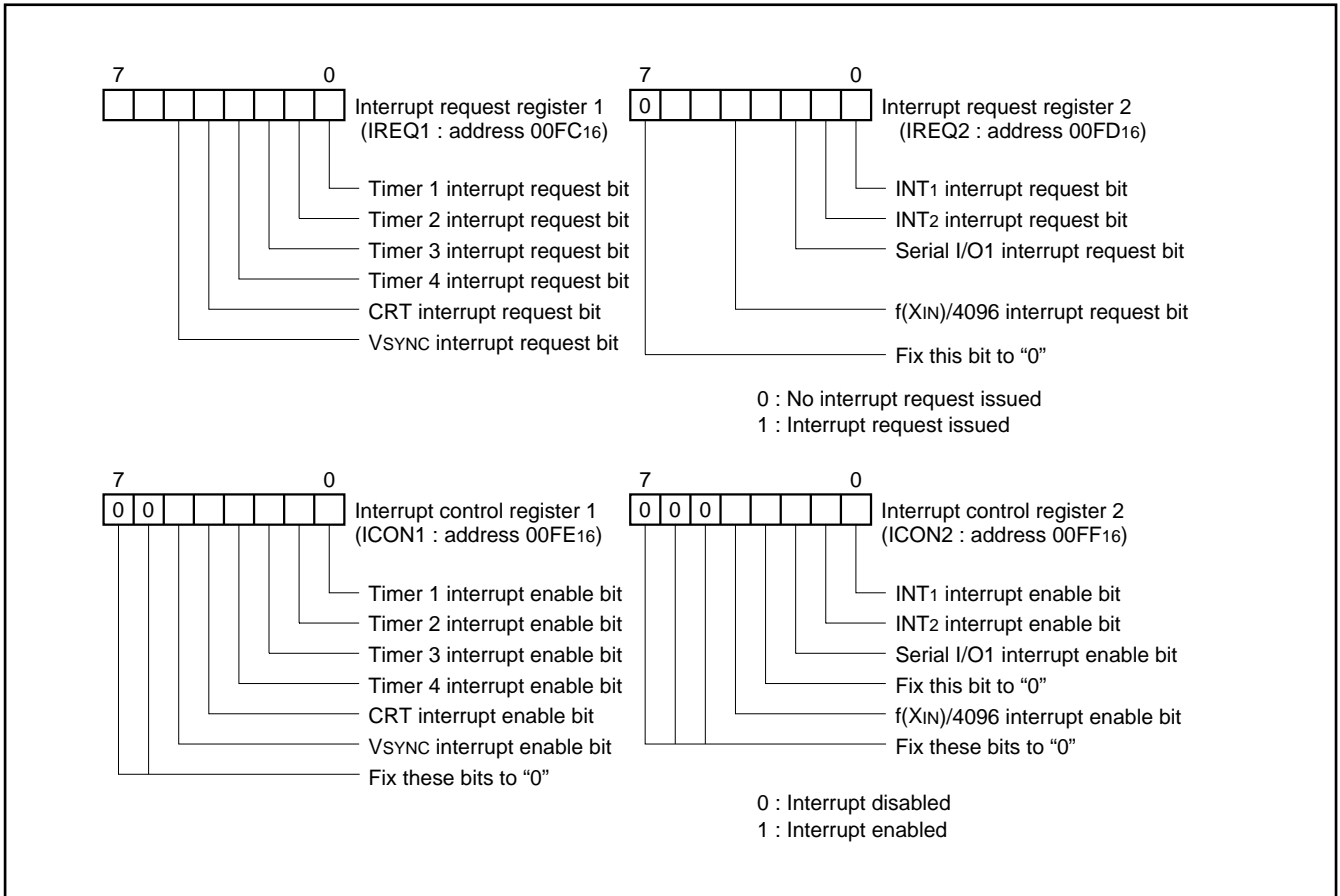 7 0
Interrupt request register 1
(IREQ1 : address 00FC16)
Timer 1 interrupt request bit
Timer 2 interrupt request bit
Timer 3 interrupt request bit
Timer 4 interrupt request bit
CRT interrupt request bit
VSYNC interrupt request bit
7 0
0 Interrupt request register 2
(IREQ2 : address 00FD16)
INT1 interrupt request bit
INT2 interrupt request bit
Serial I/O1 interrupt request bit
f(XIN)/4096 interrupt request bit
Fix this bit to “0”
0 : No interrupt request issued
1 : Interrupt request issued
7 0
0 0 Interrupt control register 1
(ICON1 : address 00FE16)
Timer 1 interrupt enable bit
Timer 2 interrupt enable bit
Timer 3 interrupt enable bit
Timer 4 interrupt enable bit
CRT interrupt enable bit
VSYNC interrupt enable bit
Fix these bits to “0”
7 0
0 0 0 Interrupt control register 2
(ICON2 : address 00FF16)
INT1 interrupt enable bit
INT2 interrupt enable bit
Serial I/O1 interrupt enable bit
Fix this bit to “0”
f(XIN)/4096 interrupt enable bit
Fix these bits to “0”
0 : Interrupt disabled
1 : Interrupt enabled